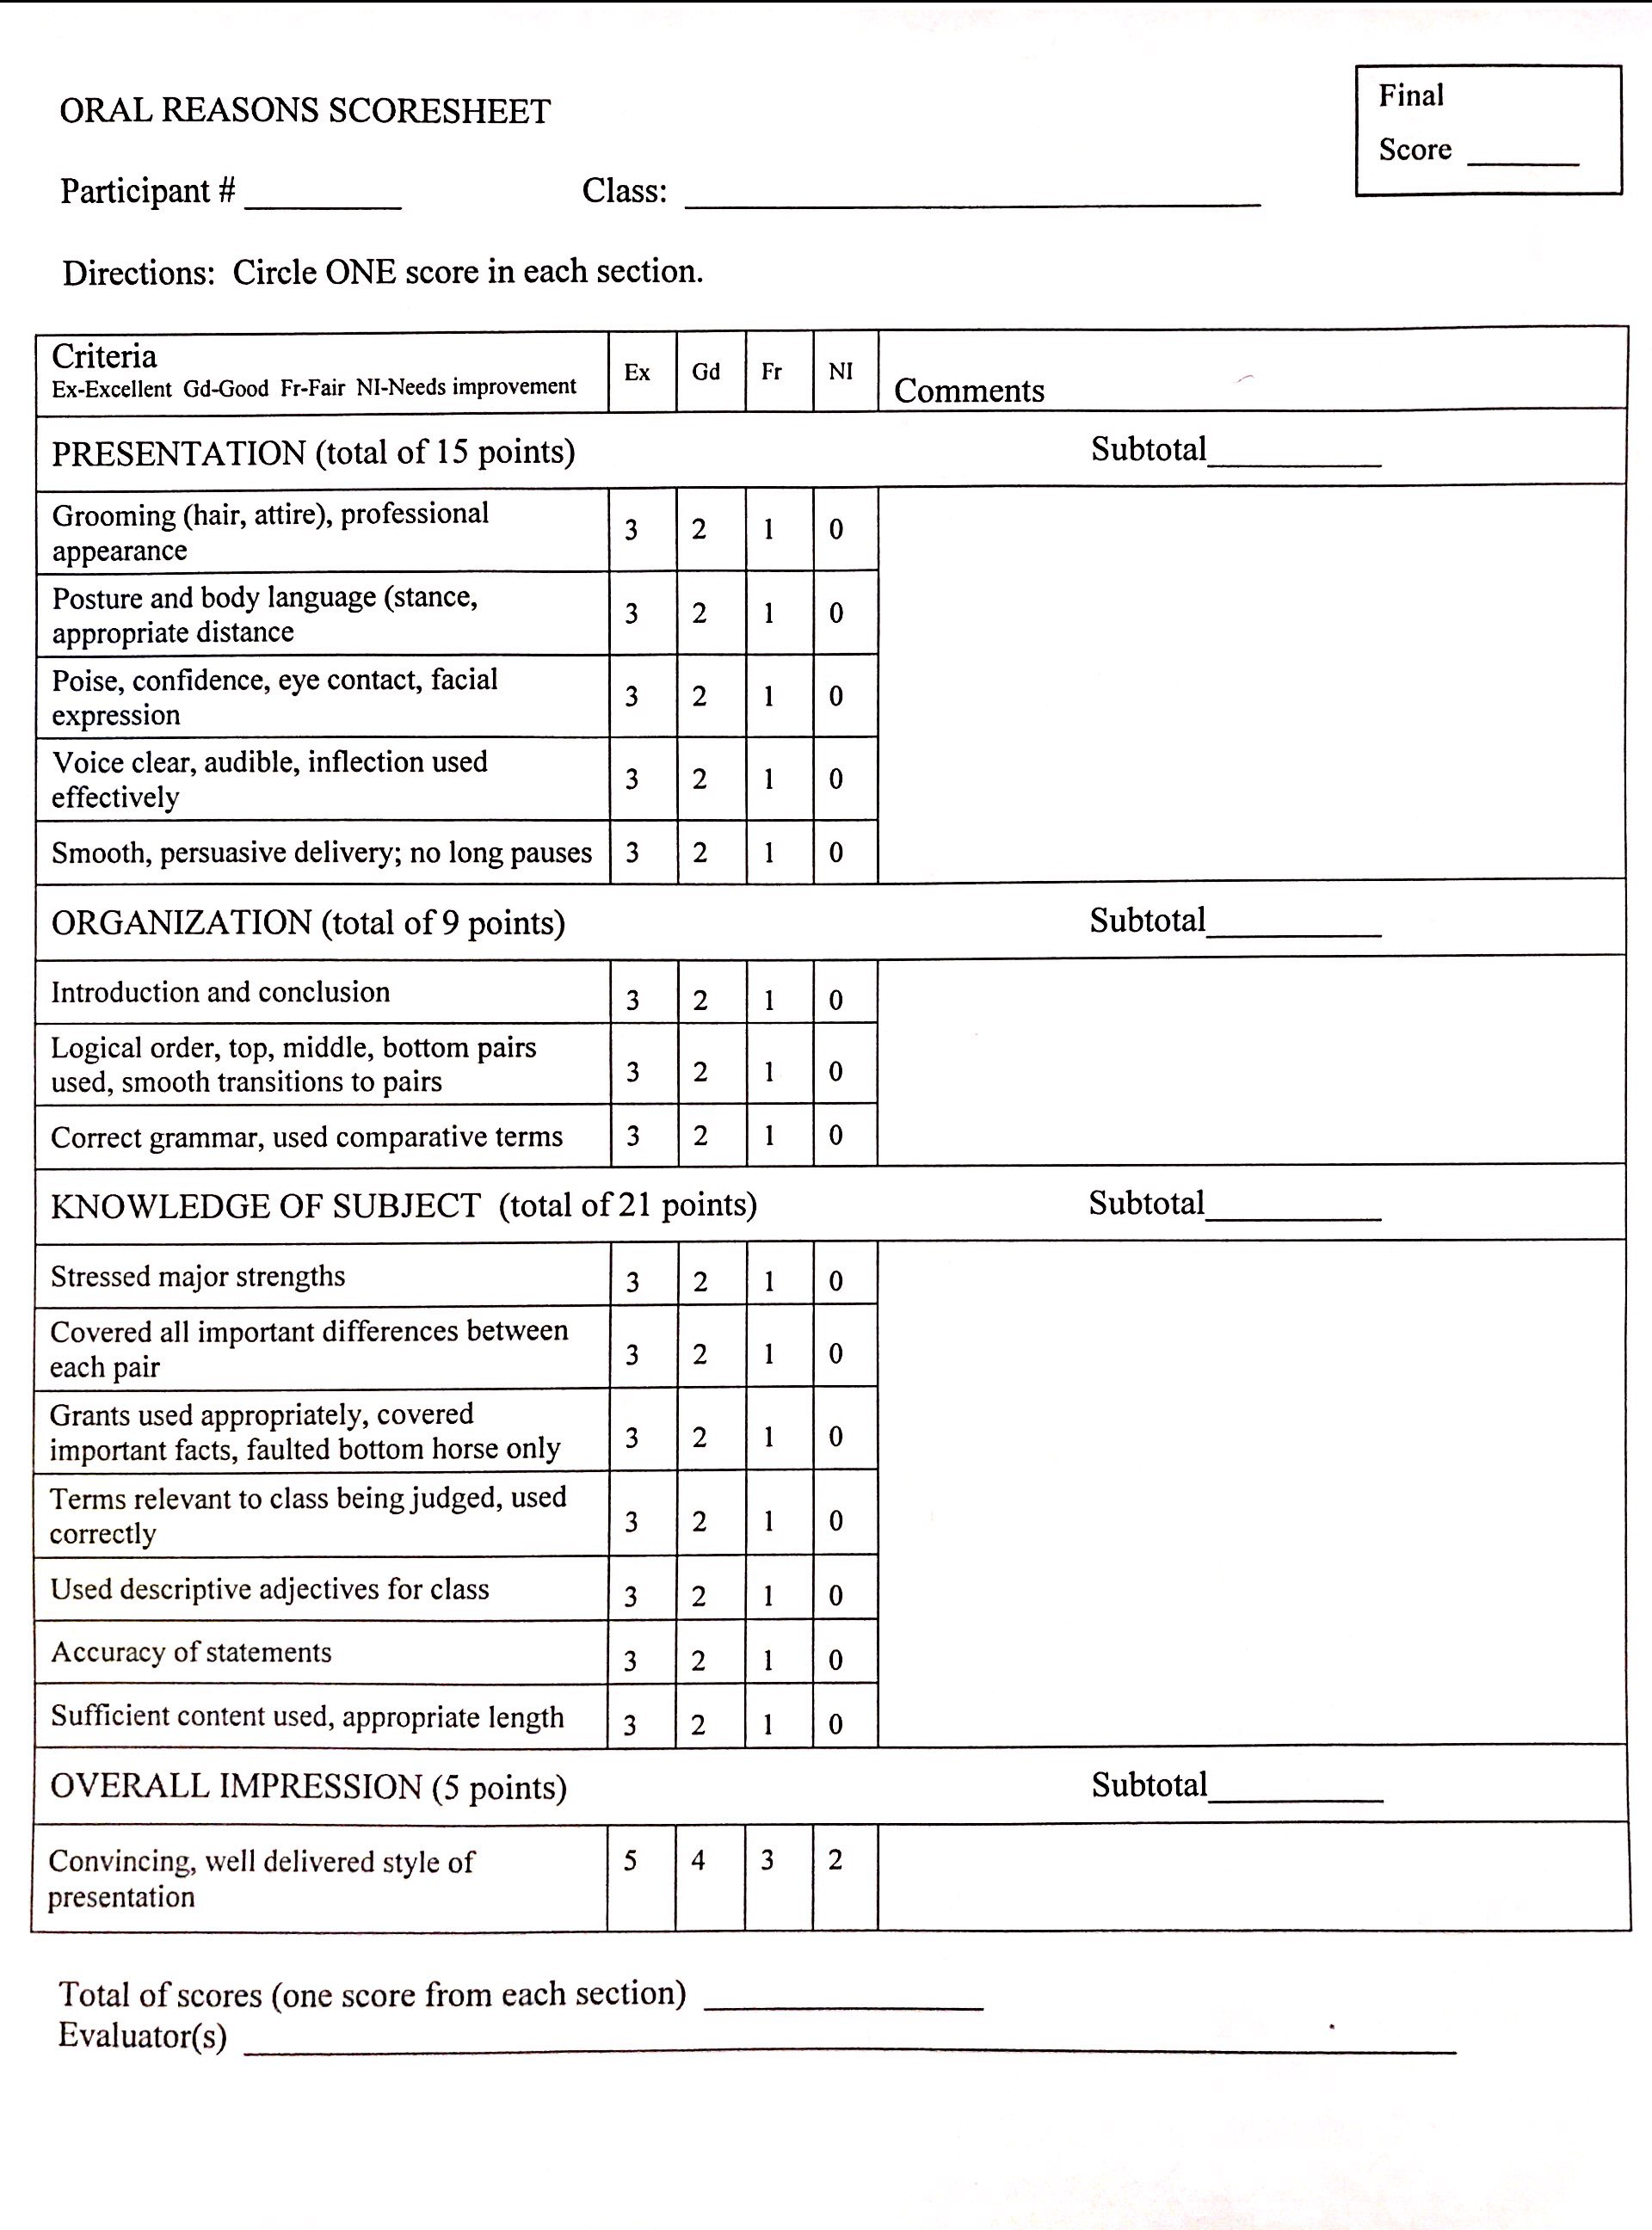 Final
ORAL REASONS SCORESHEET
Score ________
Participant # __________ Class: ____________________
Directions: Circle ONE score in each section.
Criteria
Ex-Excellent Gd-Good Fr-Fair NI-Needs improvement
Ex Gd Fr NI
Comments
PRESENTATION (total of 15 points) Subtotal__________
Grooming (hair, attire), professional
appearance
3 2 1 0
Posture and body language (stance,
appropriate distance
3 2 1 0
Poise, confidence, eye contact, facial
expression
3 2 1 0
Voice clear, audible, inflection used
effectively
3 2 1 0
Smooth, persuasive delivery; no long pauses 3 2 1 0
ORGANIZATION (total of 9 points) Subtotal__________
Introduction and conclusion 3 2 1 0
Logical order, top, middle, bottom pairs
used, smooth transitions to pairs
3 2 1 0
Correct grammar, used comparative terms 3 2 1 0
KNOWLEDGE OF SUBJECT (total of 21 points) Subtotal__________
Stressed major strengths 3 2 1 0
Covered all important differences between
each pair
3 2 1 0
Grants used appropriately, covered
important facts, faulted bottom horse only
3 2 1 0
Terms relevant to class being judged, used
correctly
3 2 1 0
Used descriptive adjectives for class 3 2 1 0
Accuracy of statements 3 2 1 0
Sufficient content used, appropriate length 3 2 1 0
OVERALL IMPRESSION (5 points) Subtotal__________
Convincing, well delivered style of
presentation
5 4 3 2
Total of scores (one score from each section) ________________
Evaluator(s) ____________________